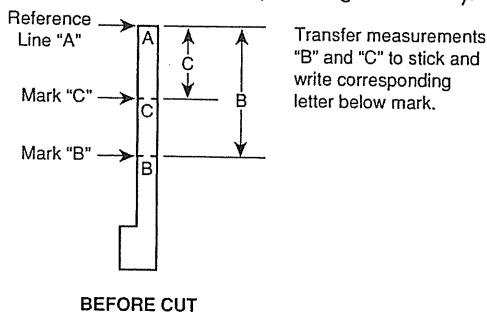 Reference
Line "A"
A
C
B
Transfer measurements
"B" and "C" to stick and
write corresponding
letter below mark.
Mark "C"
C
Mark "B"
B
BEFORE CUT